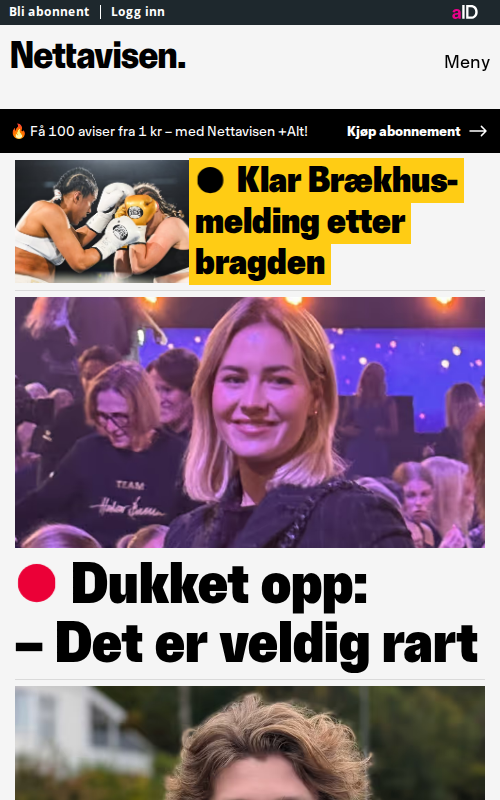 Bli abonnent | Logg inn
aID
Nettavisen.
Meny
🔥 Få 100 aviser fra 1 kr – med Nettavisen +Alt!
Kjøp abonnement →
● Klar Brækhus-
melding etter
bragden
TEAM
Dukket opp:
– Det er veldig rart